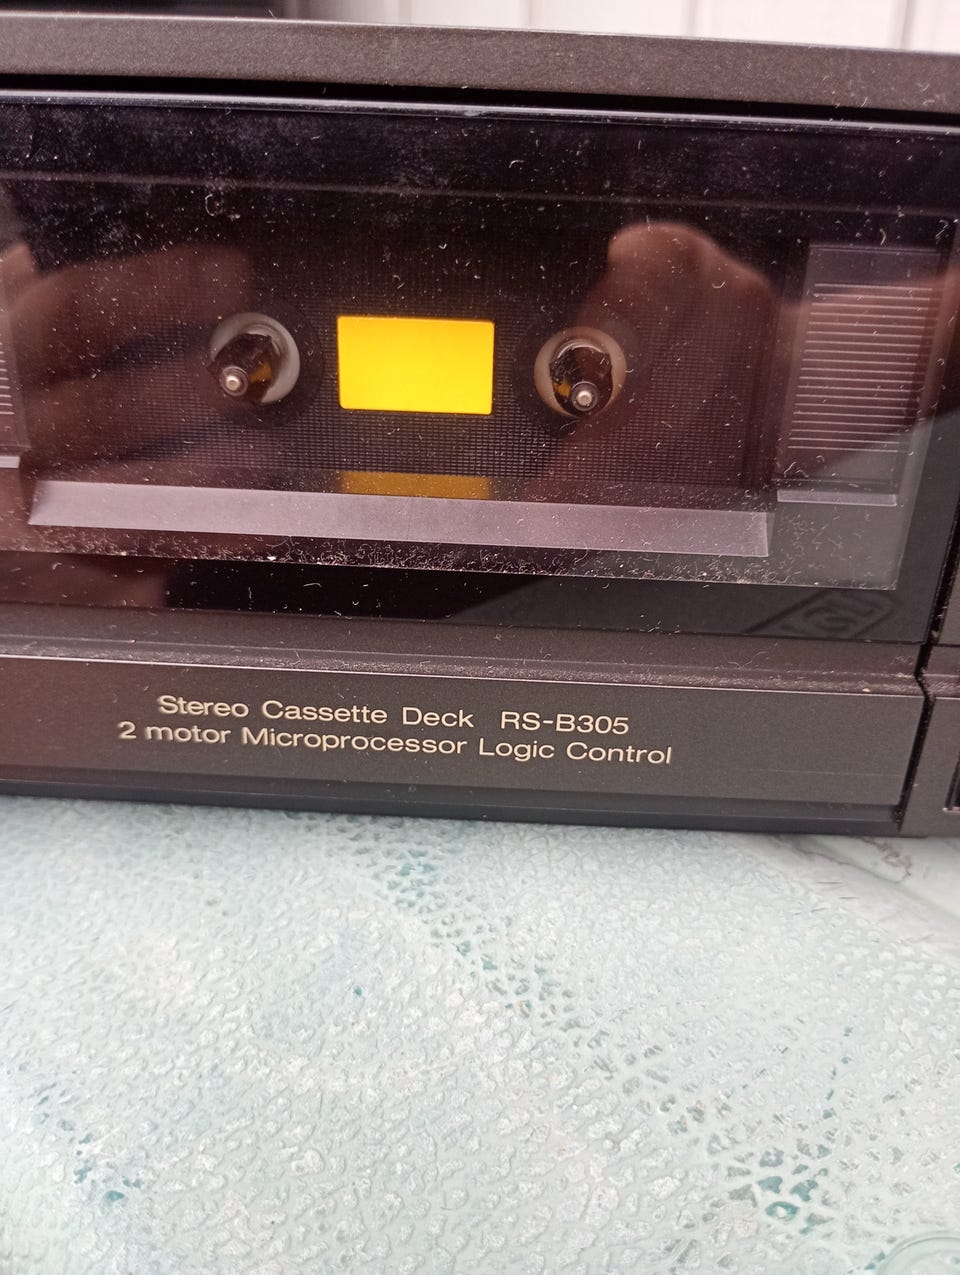 Stereo Cassette Deck RS-B305
2 motor Microprocessor Logic Control